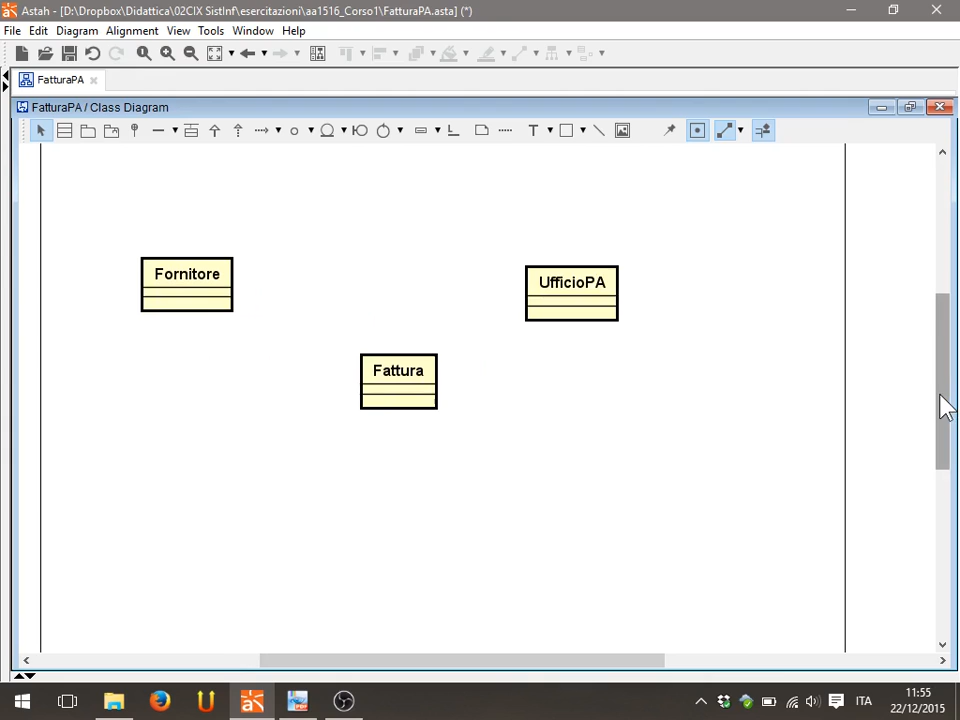 Astah - [D:\Dropbox\Didattica\02CIX SistInf\esercitazioni\aa1516_Corso1\FatturaPA.asta] (*)
File Edit Diagram Alignment View Tools Window Help
FatturaPA
FatturaPA / Class Diagram
T
Fornitore
UfficioPA
Fattura
ITA
11:55
22/12/2015